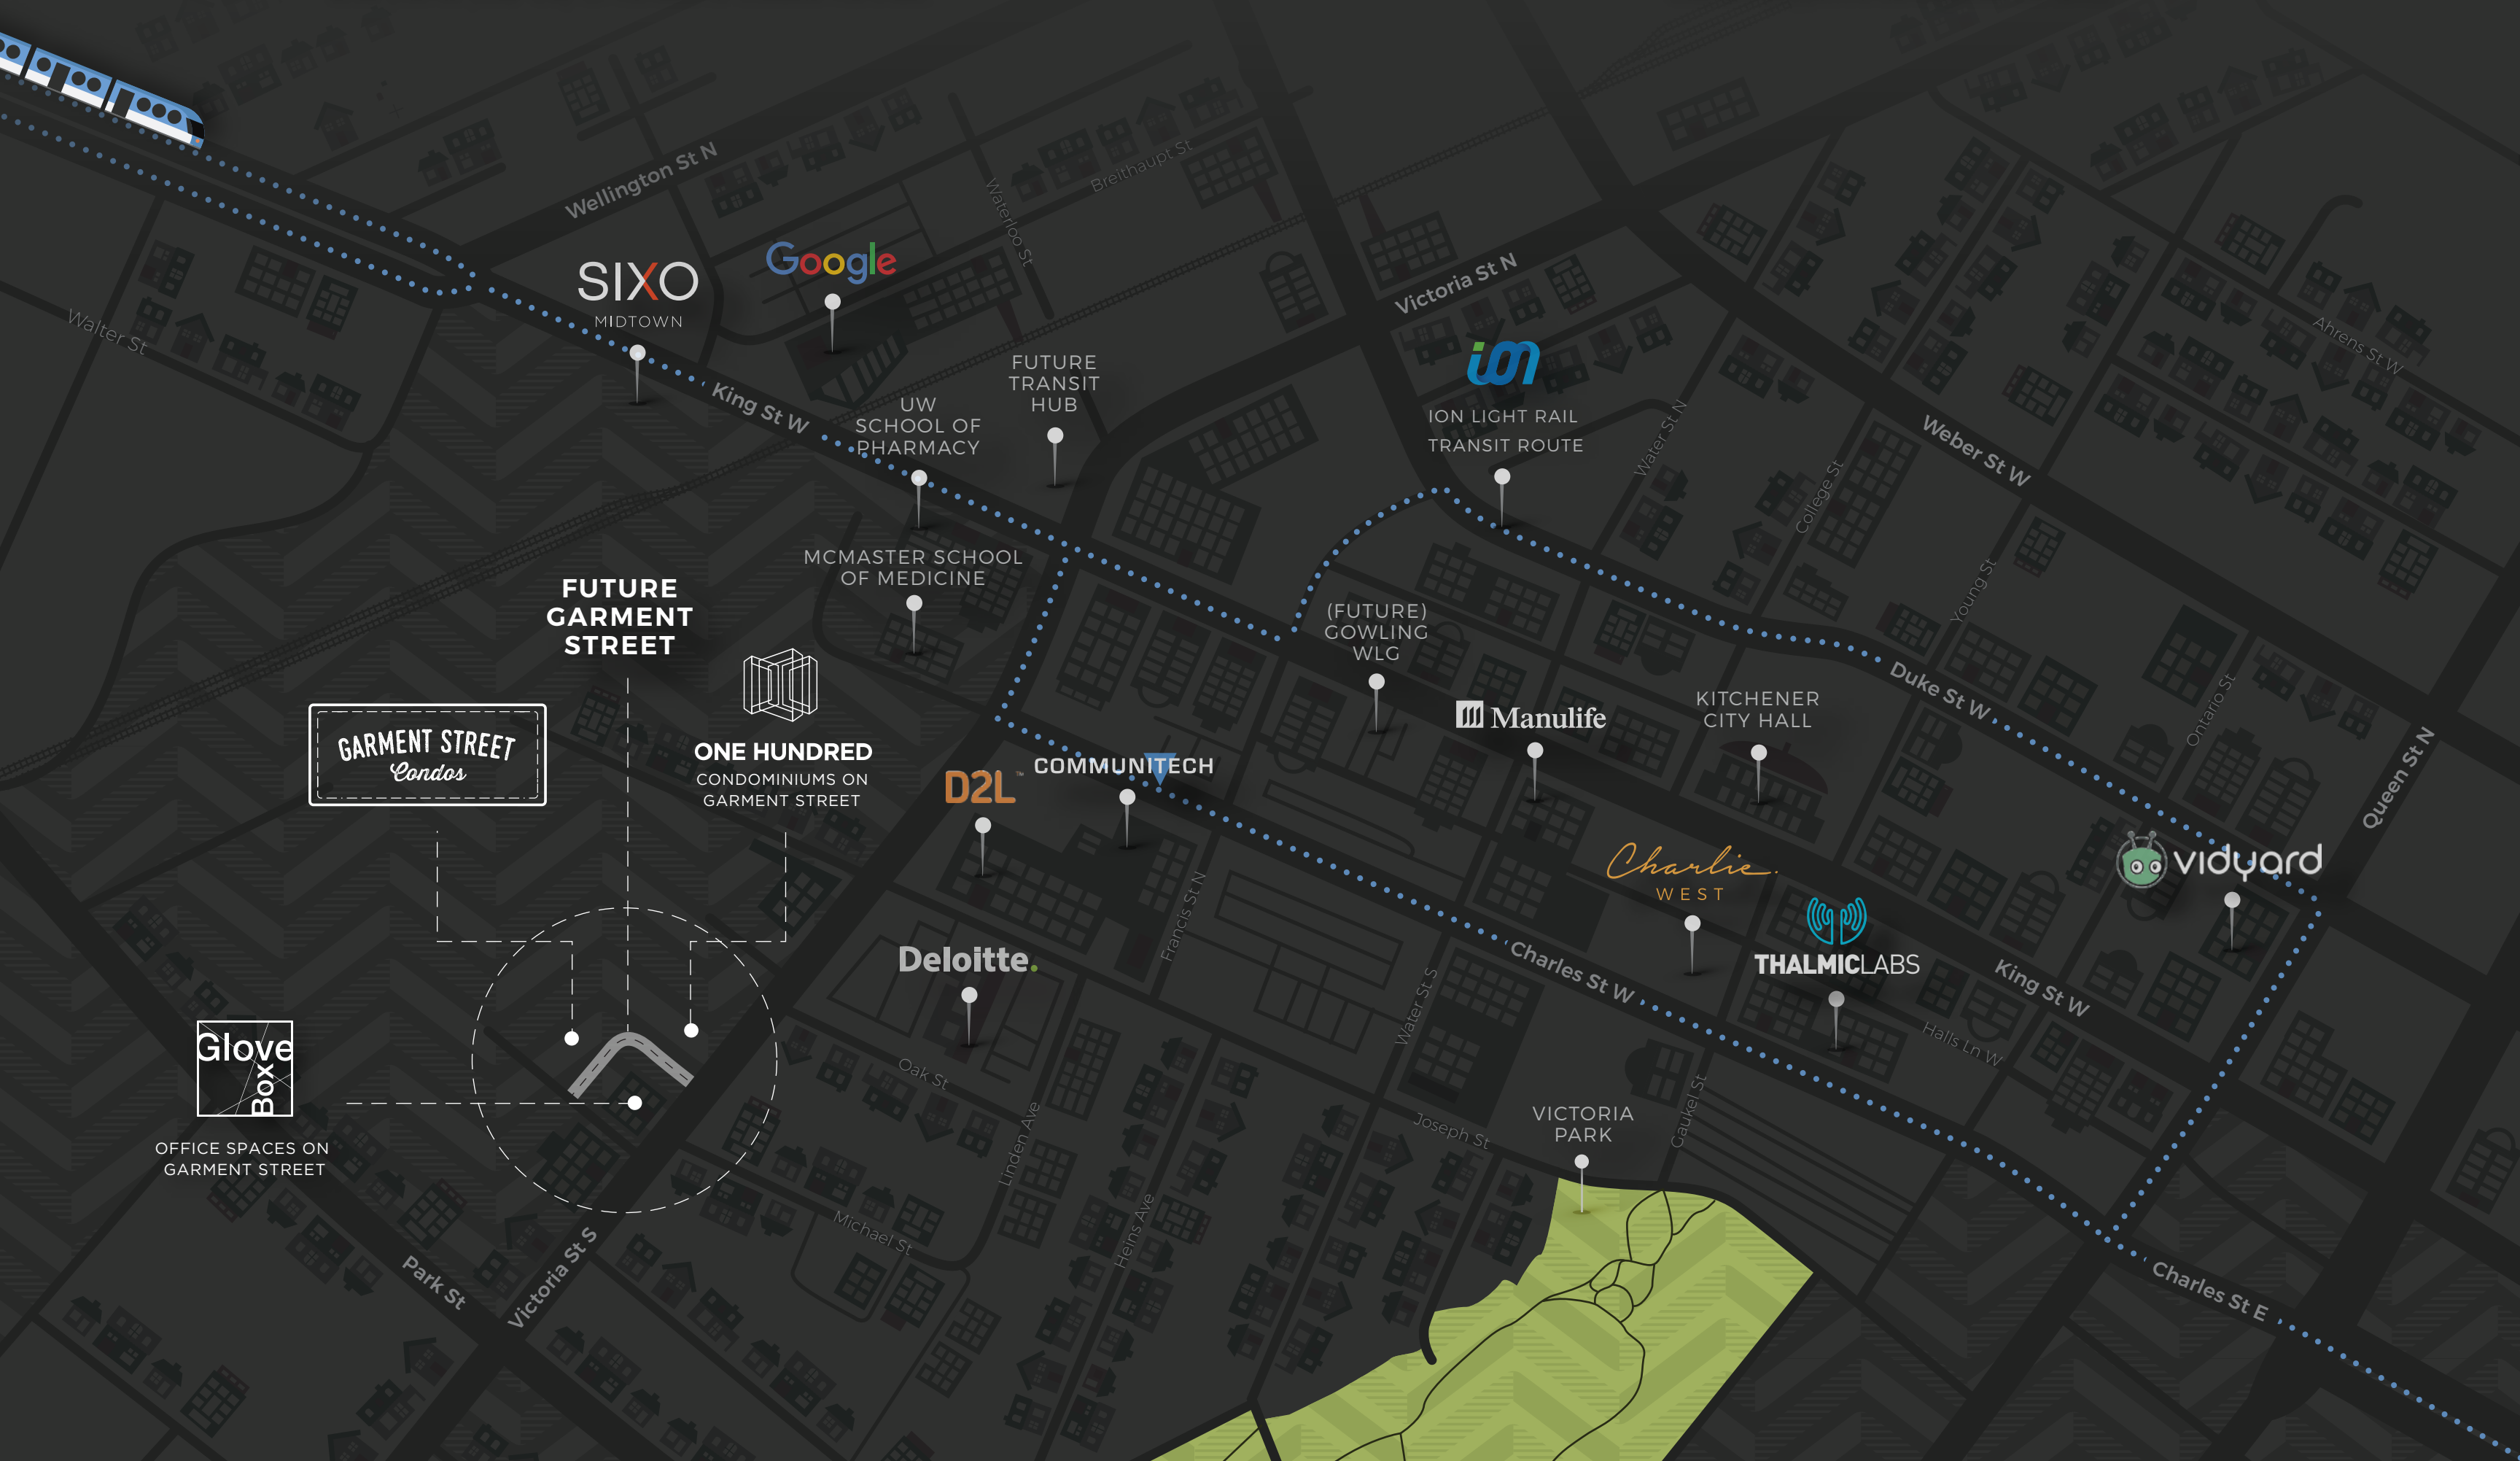 Wellington St N
Breithaupt St
Waterloo St
SIXO
MIDTOWN
Google
Victoria St N
Walter St
Ahrens St W
King St W
FUTURE
TRANSIT
HUB
UW
SCHOOL OF
PHARMACY
ion
ION LIGHT RAIL
TRANSIT ROUTE
Water St N
College St
Weber St W
Young St
MCMASTER SCHOOL
OF MEDICINE
FUTURE
GARMENT
STREET
(FUTURE)
GOWLING
WLG
Manulife
KITCHENER
CITY HALL
Duke St W
Ontario St
Queen St N
GARMENT STREET
Condos
ONE HUNDRED
CONDOMINIUMS ON
GARMENT STREET
D2L™
COMMUNITECH
Francis St N
Charlie
WEST
vidyard
THALMICLABS
Deloitte.
Charles St W
Water St S
King St W
Halls Ln W
Glove
Box
OFFICE SPACES ON
GARMENT STREET
Oak St
Linden Ave
Joseph St
VICTORIA
PARK
Gaukel St
Michael St
Heins Ave
Park St
Victoria St S
Charles St E